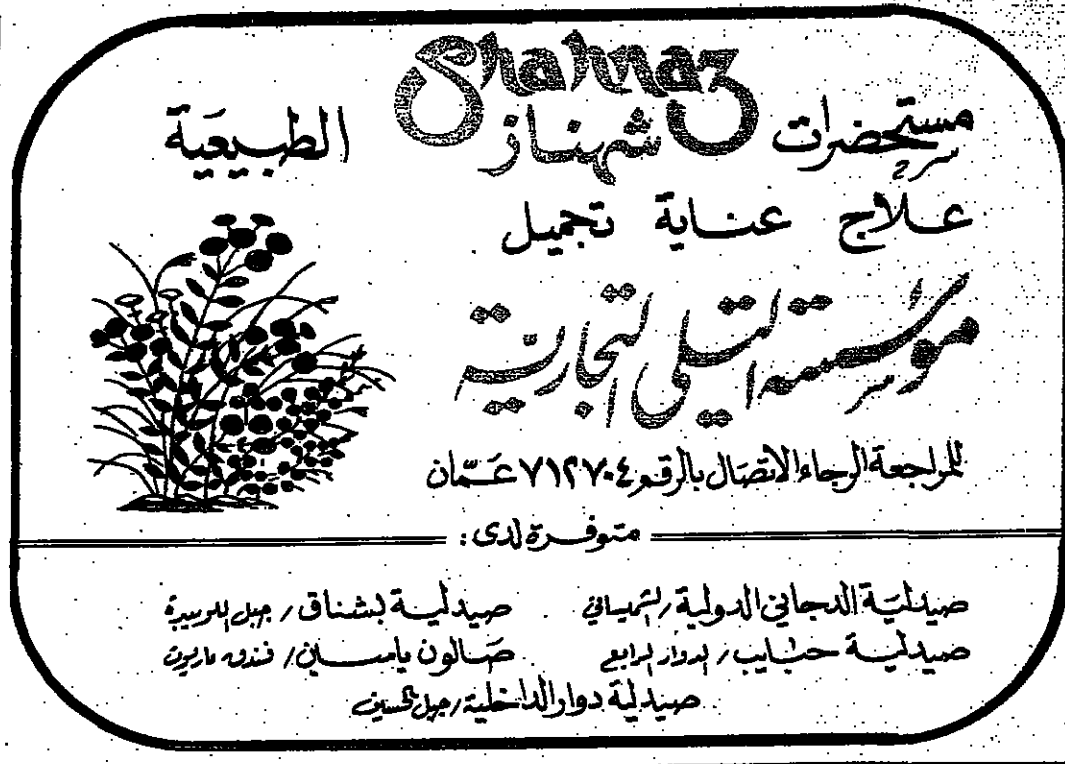 Shahnaz
مستحضرات شهناز الطبيعية
علاج عناية تجميل
مؤسسة التلي التجارية
للمراجعة الرجاء الاتصال بالرقم ٧١٢٧٠٤ عـمّان
متوفرة لدى :
صيدلية الدجاني الدولية / الشميساني
صيدلية بشناق / جبل اللويبدة
صيدلية حبايب / الدوار الرابع
صالون ياسمين / فندق ماريوت
صيدلية دوار الداخلية / جبل الحسين